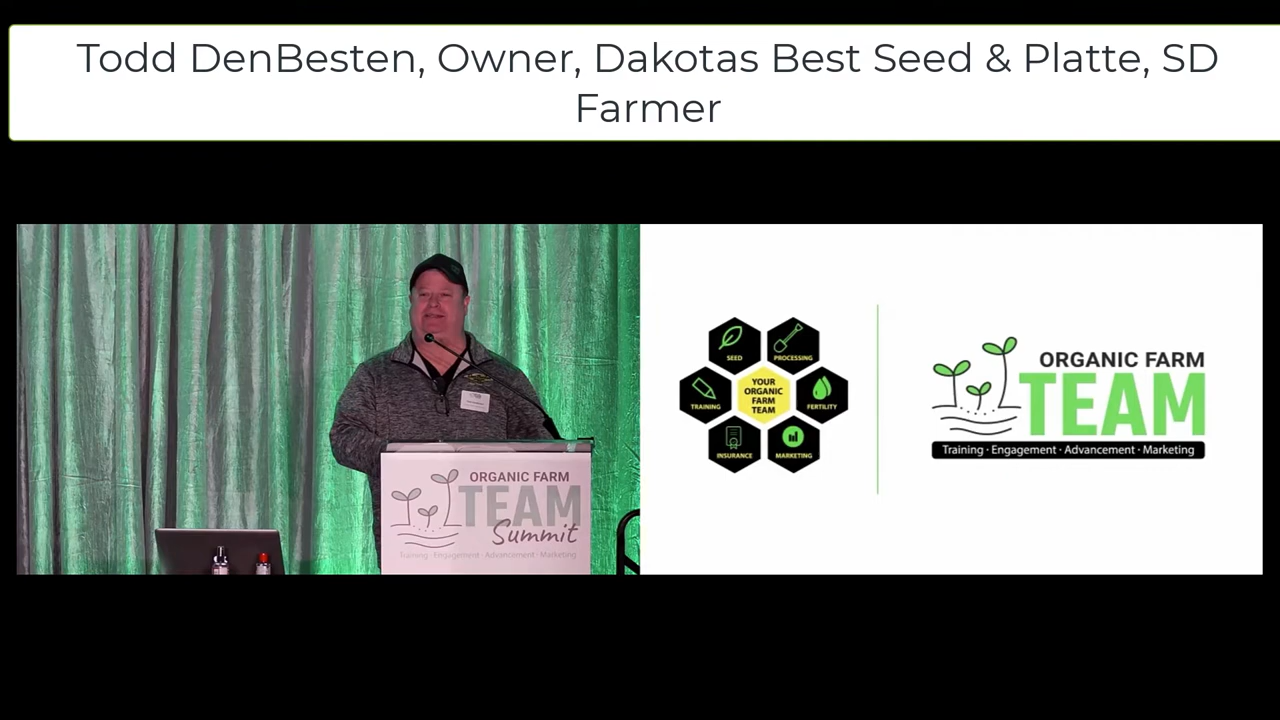 Todd DenBesten, Owner, Dakotas Best Seed & Platte, SD
Farmer
SEED
PROCESSING
TRAINING
YOUR
ORGANIC
FARM
TEAM
FERTILITY
INSURANCE
MARKETING
ORGANIC FARM
TEAM
Training · Engagement · Advancement · Marketing
ORGANIC FARM
TEAM
Summit
Training · Engagement · Advancement · Marketing